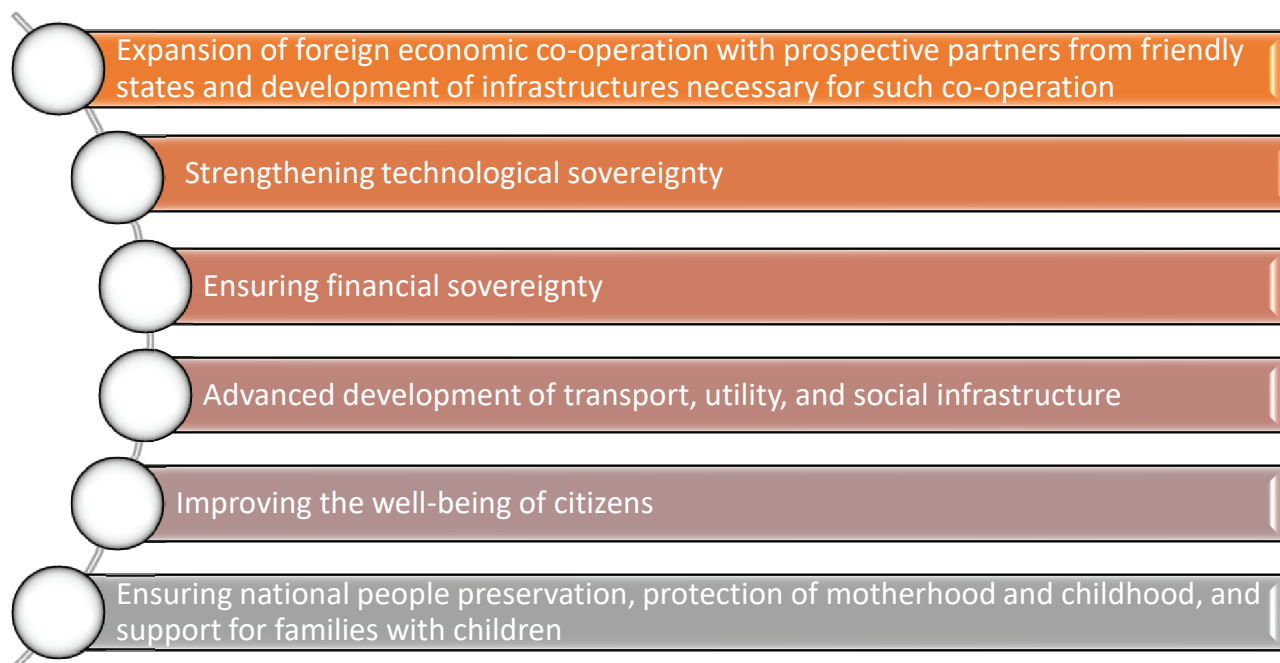 Expansion of foreign economic co-operation with prospective partners from friendly
states and development of infrastructures necessary for such co-operation
Strengthening technological sovereignty
Ensuring financial sovereignty
Advanced development of transport, utility, and social infrastructure
Improving the well-being of citizens
Ensuring national people preservation, protection of motherhood and childhood, and
support for families with children